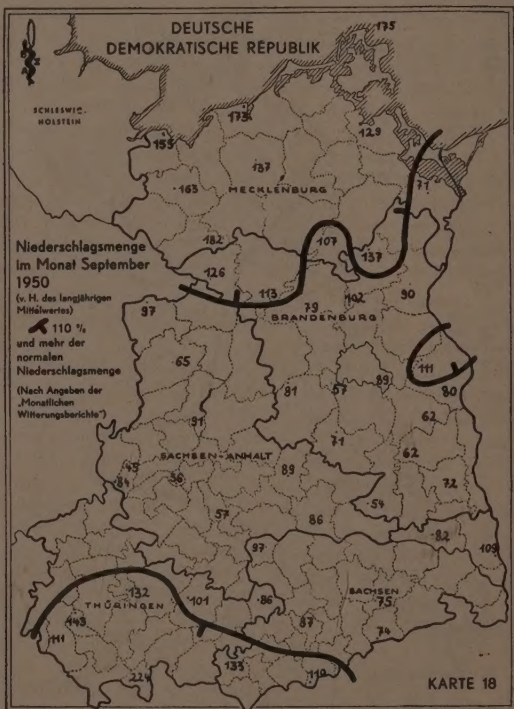 DEUTSCHE
DEMOKRATISCHE REPUBLIK
175
SCHLESWIG-
HOLSTEIN
173
155
129
137
163
MECKLENBURG
71
182
107
137
126
113
102
90
79
BRANDENBURG
Niederschlagsmenge
im Monat September
1950
(v. H. des langjährigen
Mittelwertes)
110 %
und mehr der
normalen
Niederschlagsmenge
(Nach Angaben der
„Monatlichen
Witterungsberichte")
97
65
111
80
81
57
89
62
91
71
SACHSEN-ANHALT
62
45
84
56
89
72
54
57
86
82
109
97
132
101
86
SACHSEN
75
THÜRINGEN
143
111
87
74
224
133
110
KARTE 18